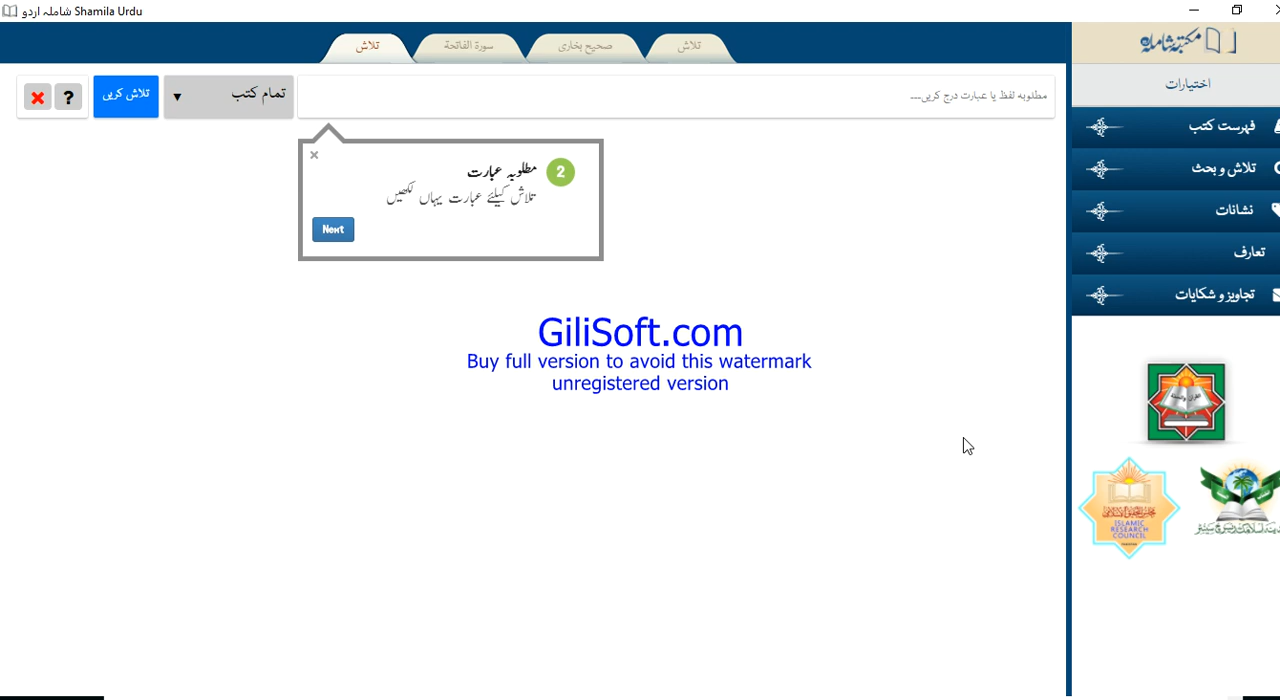 شاملہ اردو Shamila Urdu
تلاش
صحیح بخاری
سورة الفاتحة
تلاش
مکتبہ شاملہ
اختیارات
مطلوبہ لفظ یا عبارت درج کریں---
تمام کتب
تلاش کریں
?
فہرست کتب
تلاش و بحث
نشانات
تعارف
تجاویز و شکایات
2
مطلوبہ عبارت
تلاش کیلئے عبارت یہاں لکھیں
Next
GiliSoft.com
Buy full version to avoid this watermark
unregistered version
ISLAMIC
RESEARCH
COUNCIL